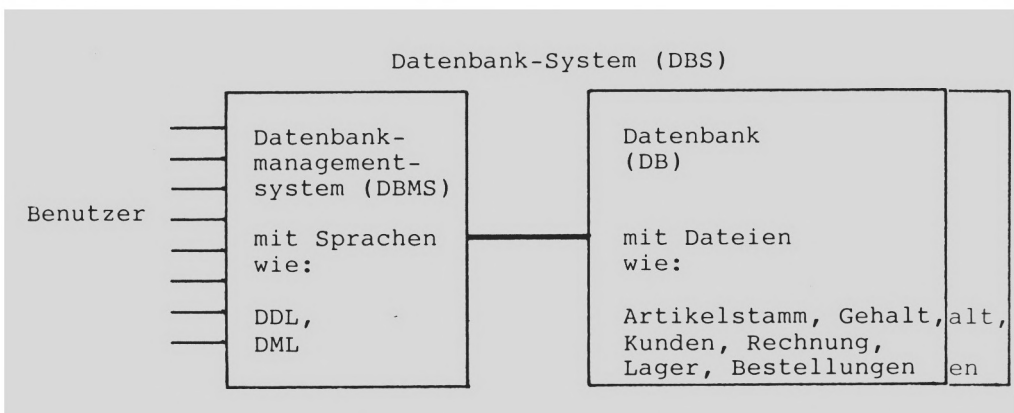 Datenbank-System (DBS)
Benutzer
Datenbank-
management-
system (DBMS)
mit Sprachen
wie:
DDL,
DML
Datenbank
(DB)
mit Dateien
wie:
Artikelstamm, Gehalt, alt,
Kunden, Rechnung,
Lager, Bestellungen en